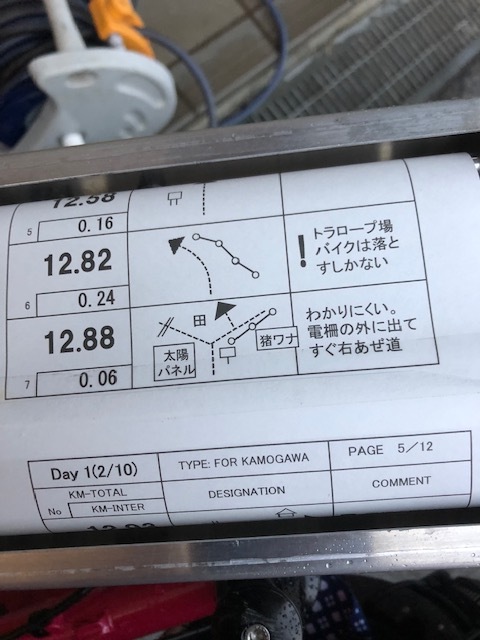 12.58
5
0.16
12.82
6
0.24
!
トラロープ場
バイクは落と
すしかない
12.88
7
0.06
田
太陽
パネル
猪ワナ
わかりにくい。
電柵の外に出て
すぐ右あぜ道
Day 1(2/10)
TYPE: FOR KAMOGAWA
PAGE 5/12
KM-TOTAL
No
KM-INTER
DESIGNATION
COMMENT